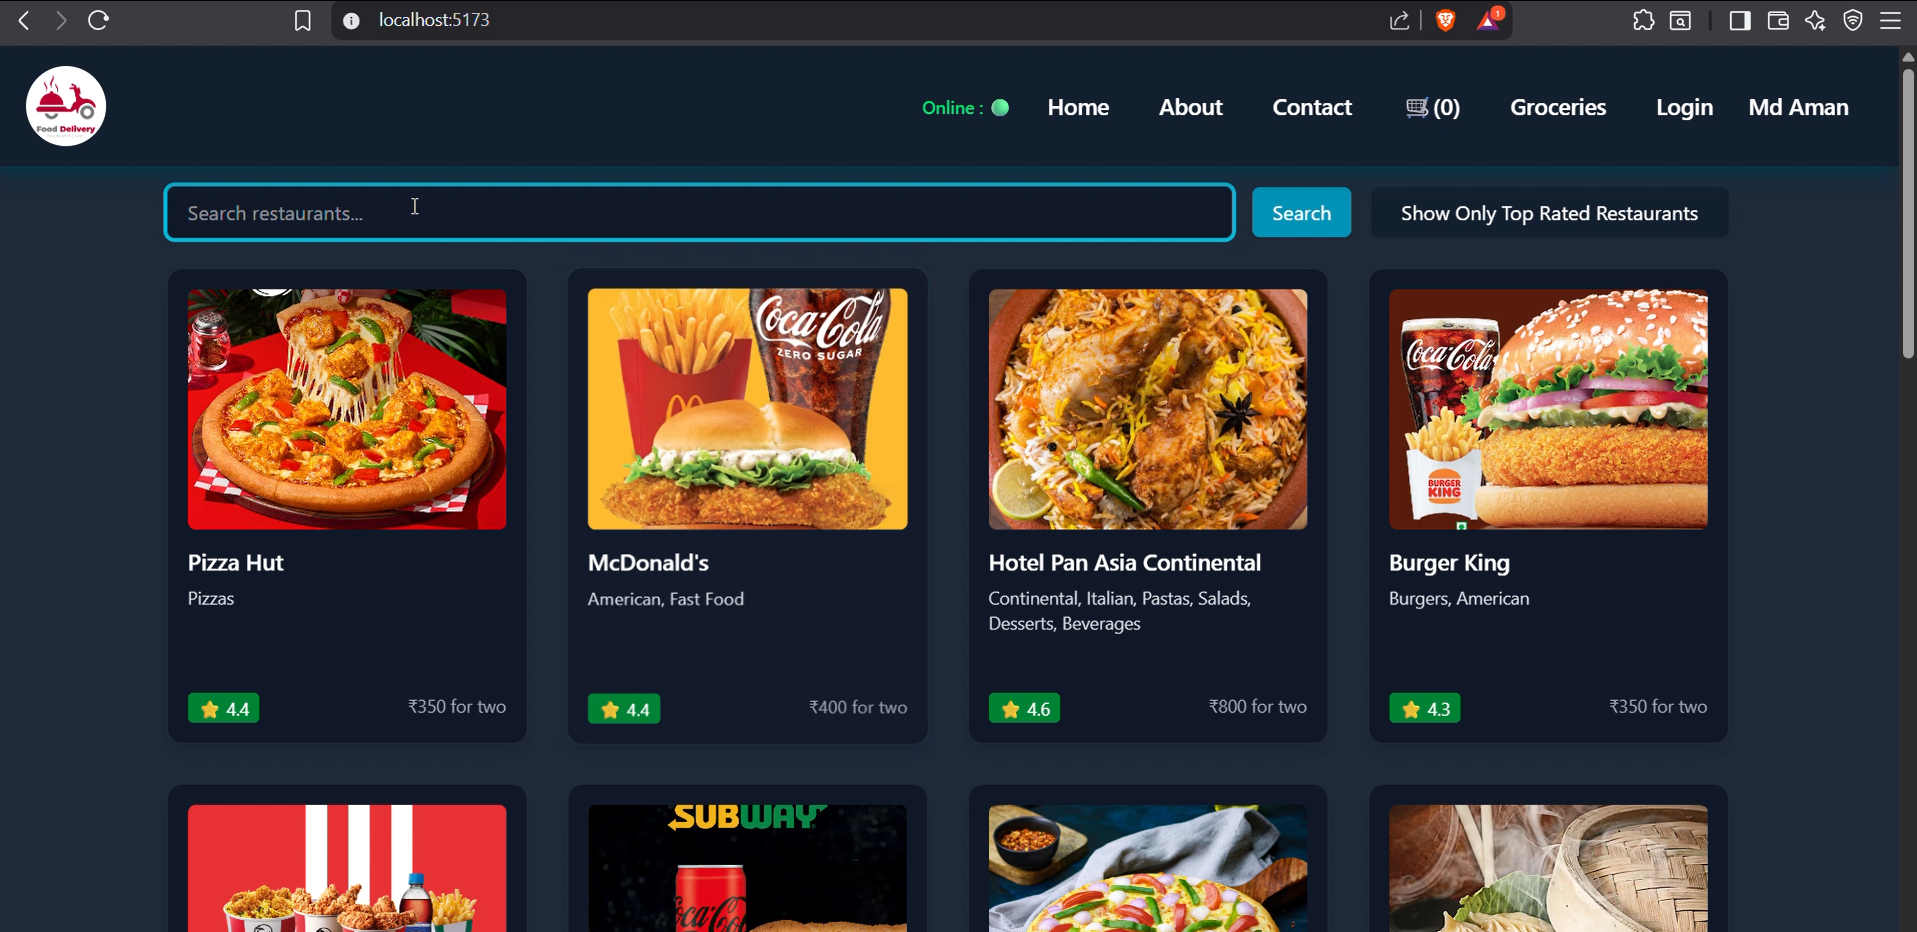 localhost:5173
1
Food Delivery
Online :
Home
About
Contact
(0)
Groceries
Login
Md Aman
Search restaurants...
Search
Show Only Top Rated Restaurants
Coca-Cola
ZERO SUGAR
Coca-Cola
BURGER
KING
Pizza Hut
McDonald's
Hotel Pan Asia Continental
Burger King
Pizzas
American, Fast Food
Continental, Italian, Pastas, Salads,
Desserts, Beverages
Burgers, American
4.4
₹350 for two
4.4
₹400 for two
4.6
₹800 for two
4.3
₹350 for two
SUBWAY
Coca-Cola